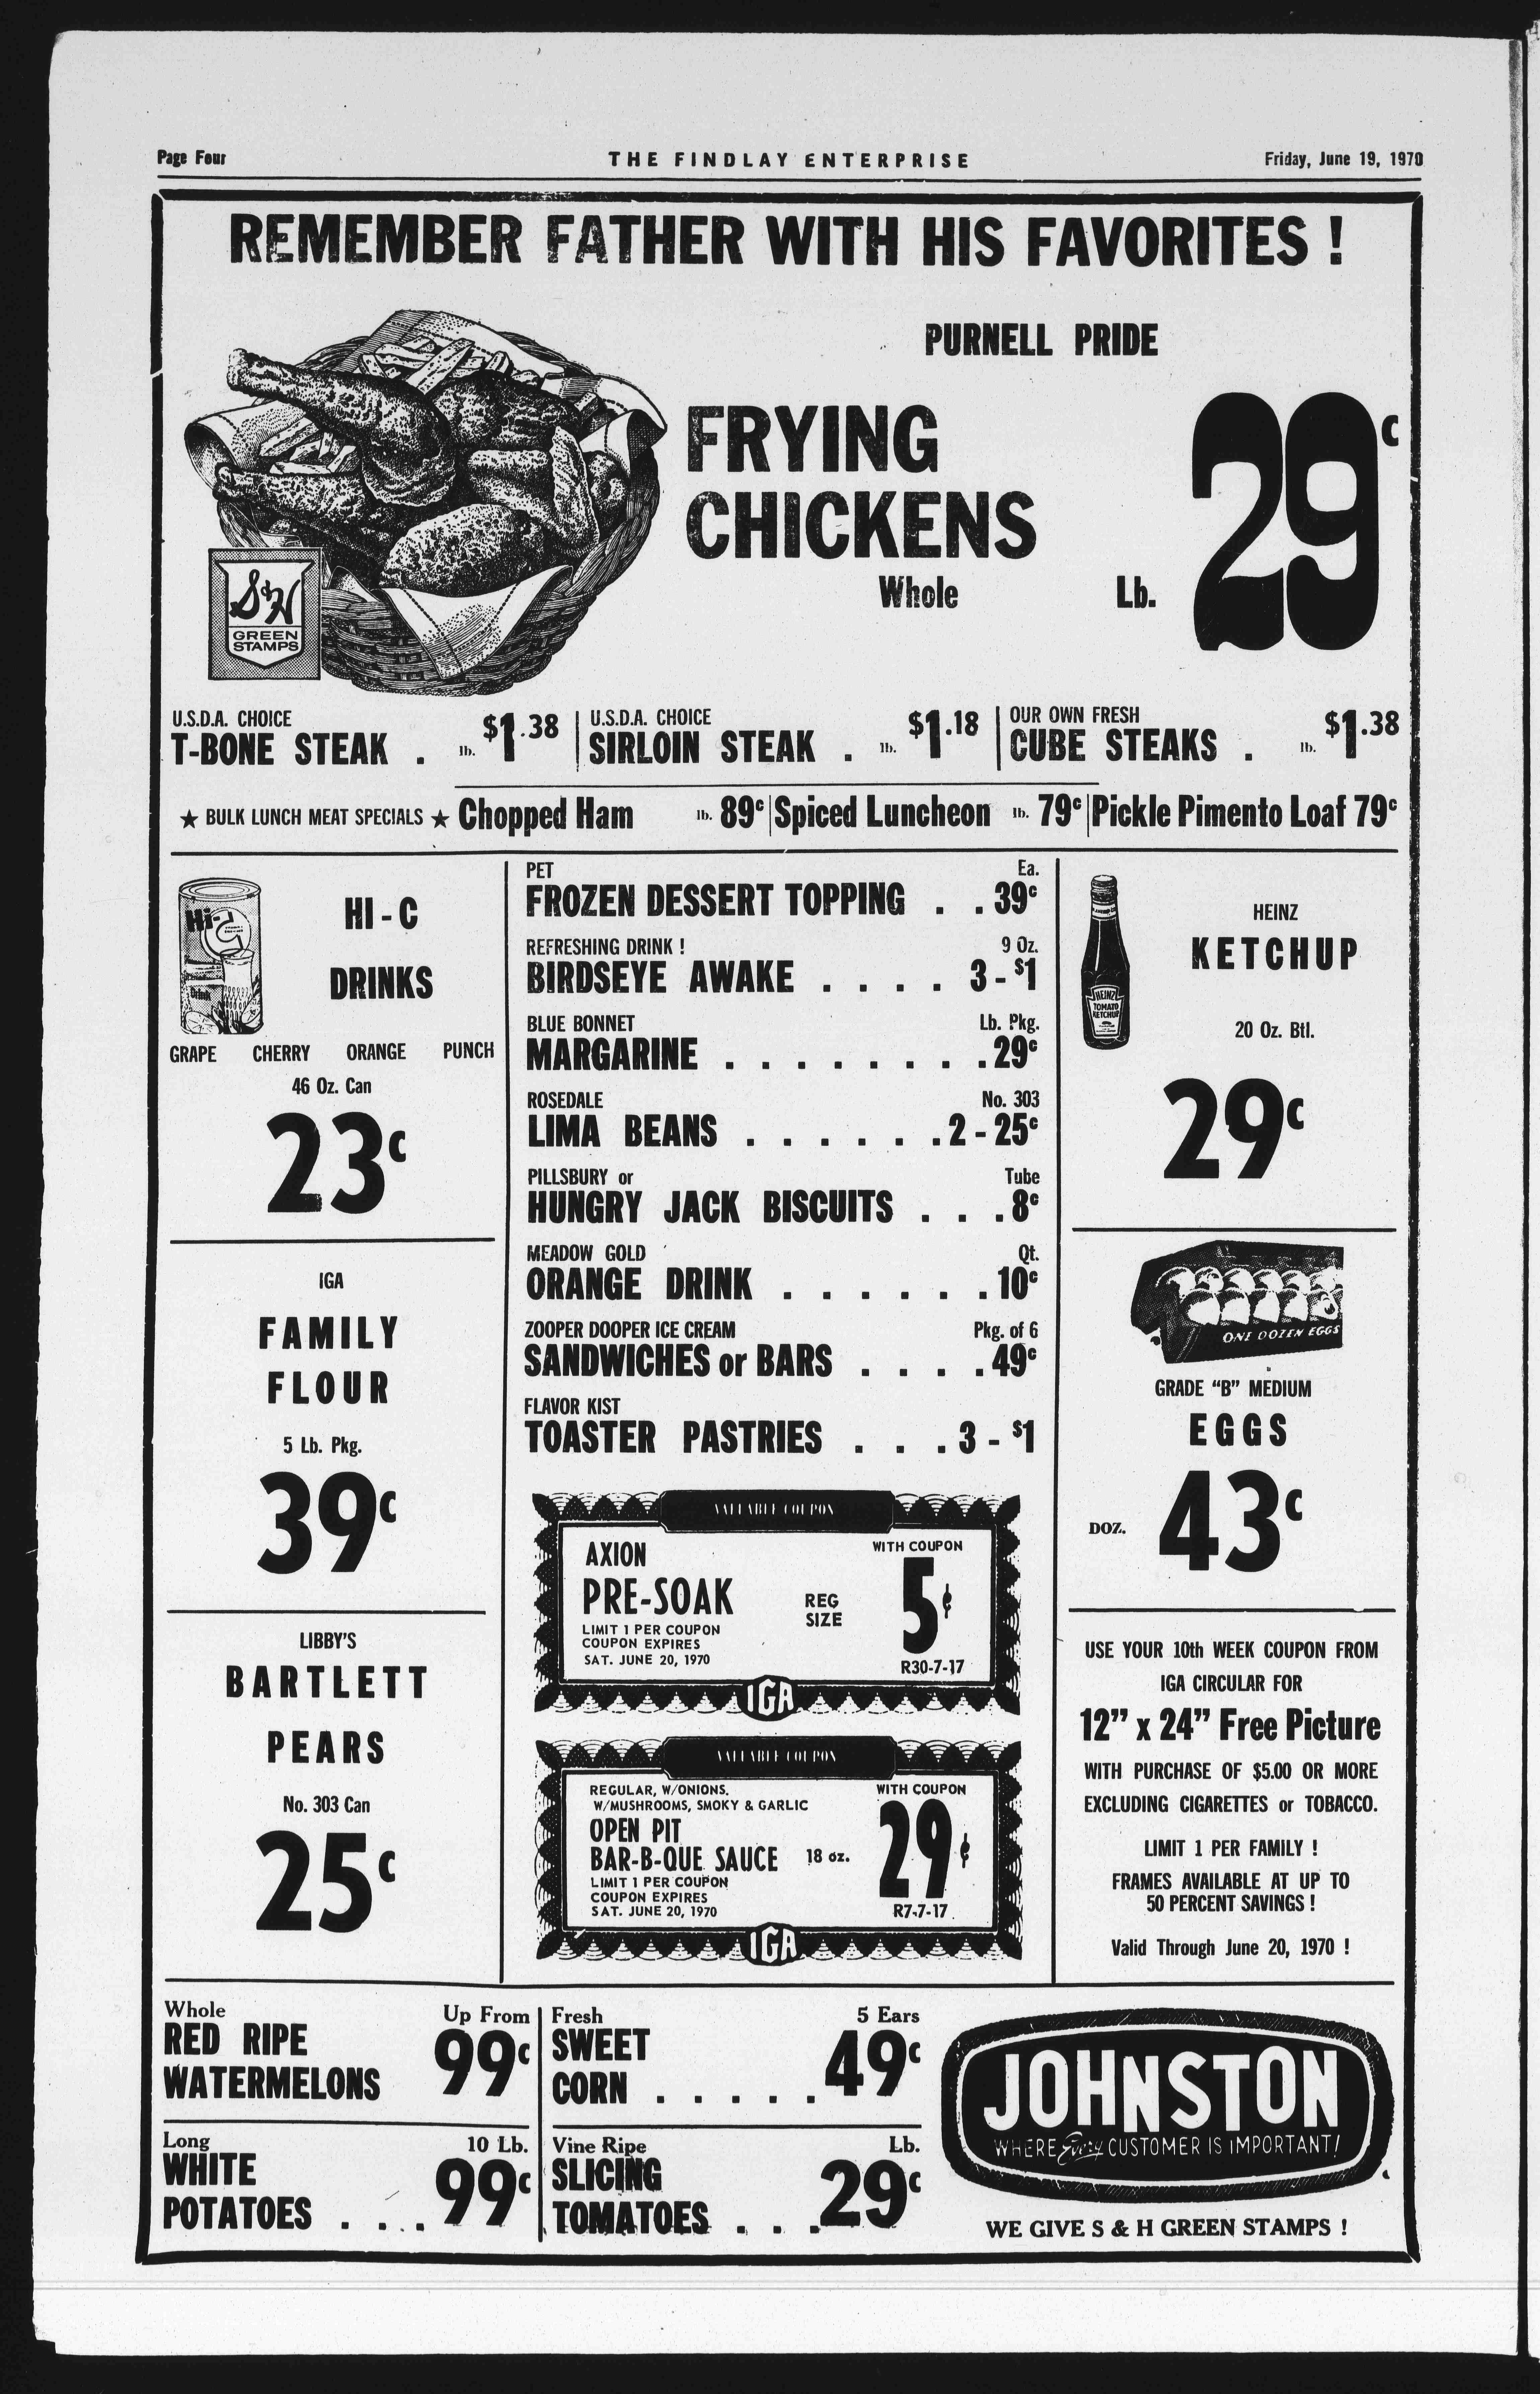 Page Four
THE FINDLAY ENTERPRISE
Friday, June 19, 1970
REMEMBER FATHER WITH HIS FAVORITES !
PURNELL PRIDE
FRYING
CHICKENS
Whole
Lb.
29c
S&H
GREEN
STAMPS
U.S.D.A. CHOICE
T-BONE STEAK . lb. $1.38
U.S.D.A. CHOICE
SIRLOIN STEAK . lb. $1.18
OUR OWN FRESH
CUBE STEAKS . lb. $1.38
★ BULK LUNCH MEAT SPECIALS ★ Chopped Ham lb. 89c Spiced Luncheon lb. 79c Pickle Pimento Loaf 79c
Hi-C
Drink
HI-C
DRINKS
GRAPE CHERRY ORANGE PUNCH
46 Oz. Can
23c
IGA
FAMILY
FLOUR
5 Lb. Pkg.
39c
LIBBY'S
BARTLETT
PEARS
No. 303 Can
25c
PET Ea.
FROZEN DESSERT TOPPING . . 39c
REFRESHING DRINK ! 9 Oz.
BIRDSEYE AWAKE . . . . 3 - $1
BLUE BONNET Lb. Pkg.
MARGARINE . . . . . . . . 29c
ROSEDALE No. 303
LIMA BEANS . . . . . . 2 - 25c
PILLSBURY or Tube
HUNGRY JACK BISCUITS . . . 8c
MEADOW GOLD Qt.
ORANGE DRINK . . . . . . 10c
ZOOPER DOOPER ICE CREAM Pkg. of 6
SANDWICHES or BARS . . . . 49c
FLAVOR KIST
TOASTER PASTRIES . . . 3 - $1
VALUABLE COUPON
AXION
PRE-SOAK
REG
SIZE
WITH COUPON
5¢
LIMIT 1 PER COUPON
COUPON EXPIRES
SAT. JUNE 20, 1970
R30-7-17
IGA
VALUABLE COUPON
REGULAR, W/ONIONS,
W/MUSHROOMS, SMOKY & GARLIC
OPEN PIT
BAR-B-QUE SAUCE 18 oz.
WITH COUPON
29¢
LIMIT 1 PER COUPON
COUPON EXPIRES
SAT. JUNE 20, 1970
R7-7-17
IGA
HEINZ
TOMATO
KETCHUP
HEINZ
KETCHUP
20 Oz. Btl.
29c
ONE DOZEN EGGS
GRADE "B" MEDIUM
EGGS
DOZ. 43c
USE YOUR 10th WEEK COUPON FROM
IGA CIRCULAR FOR
12" x 24" Free Picture
WITH PURCHASE OF $5.00 OR MORE
EXCLUDING CIGARETTES or TOBACCO.
LIMIT 1 PER FAMILY !
FRAMES AVAILABLE AT UP TO
50 PERCENT SAVINGS !
Valid Through June 20, 1970 !
Whole Up From
RED RIPE
WATERMELONS 99c
Fresh 5 Ears
SWEET
CORN . . . . . 49c
Long 10 Lb.
WHITE
POTATOES . . . . 99c
Vine Ripe Lb.
SLICING
TOMATOES . . . 29c
JOHNSTON
WHERE Every CUSTOMER IS IMPORTANT!
WE GIVE S & H GREEN STAMPS !